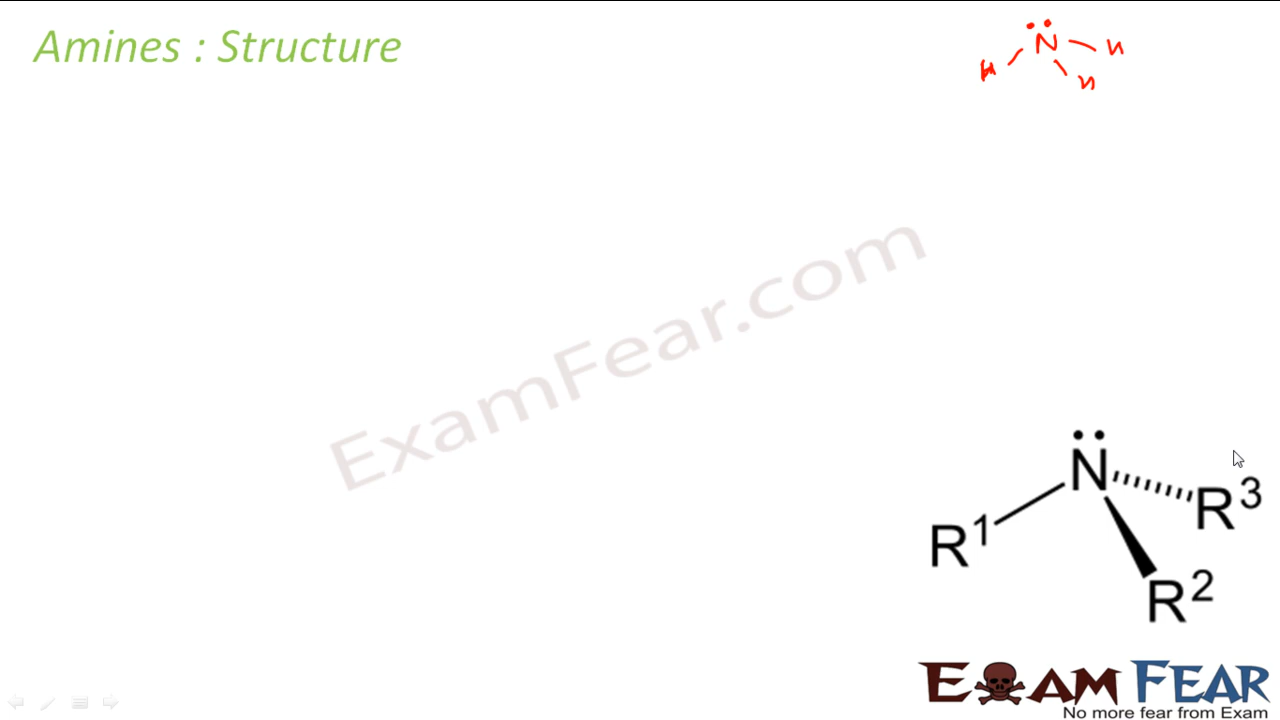 Amines : Structure
N
H
H
H
ExamFear.com
N
R¹
R³
R²
EXAM FEAR
No more fear from Exam